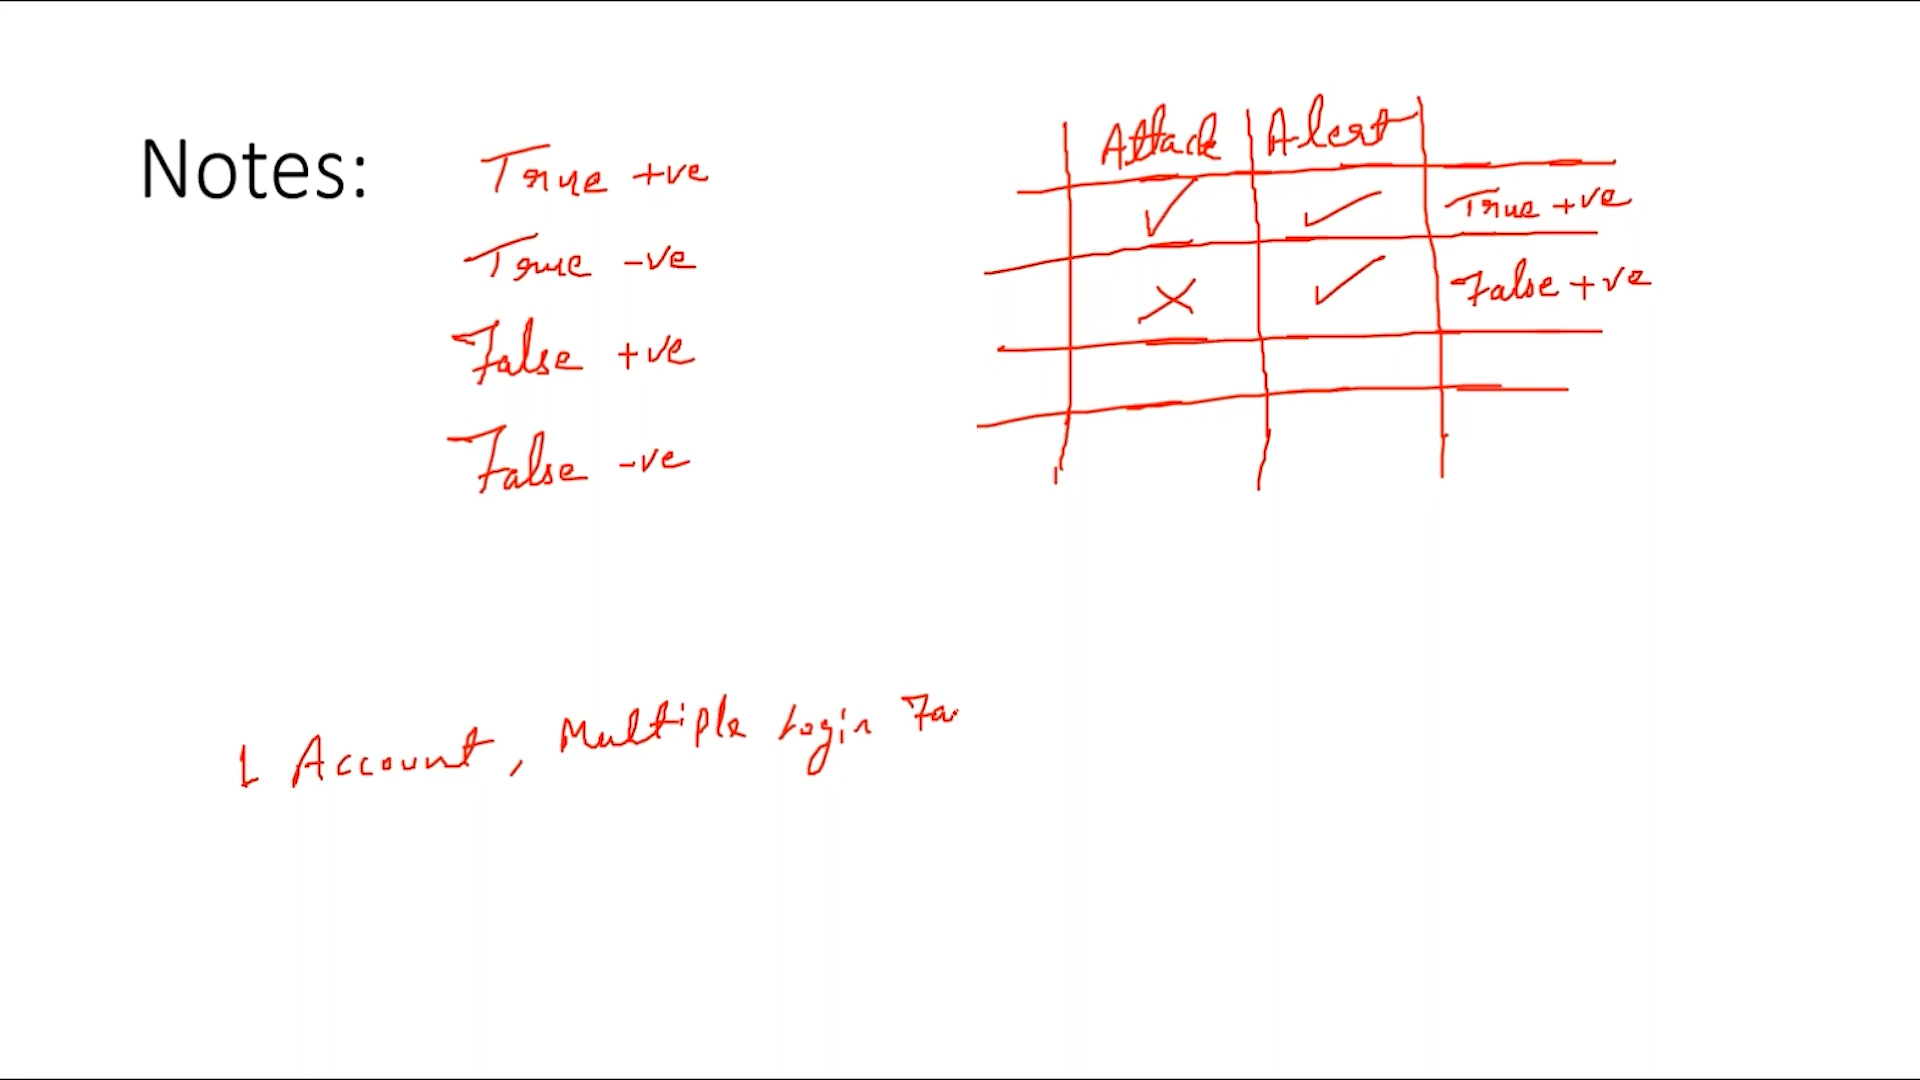 Notes:
True +ve
True -ve
False +ve
False -ve
Attack Alert
✓ ✓ True +ve
✗ ✓ False +ve
1 Account, Multiple Login Fa